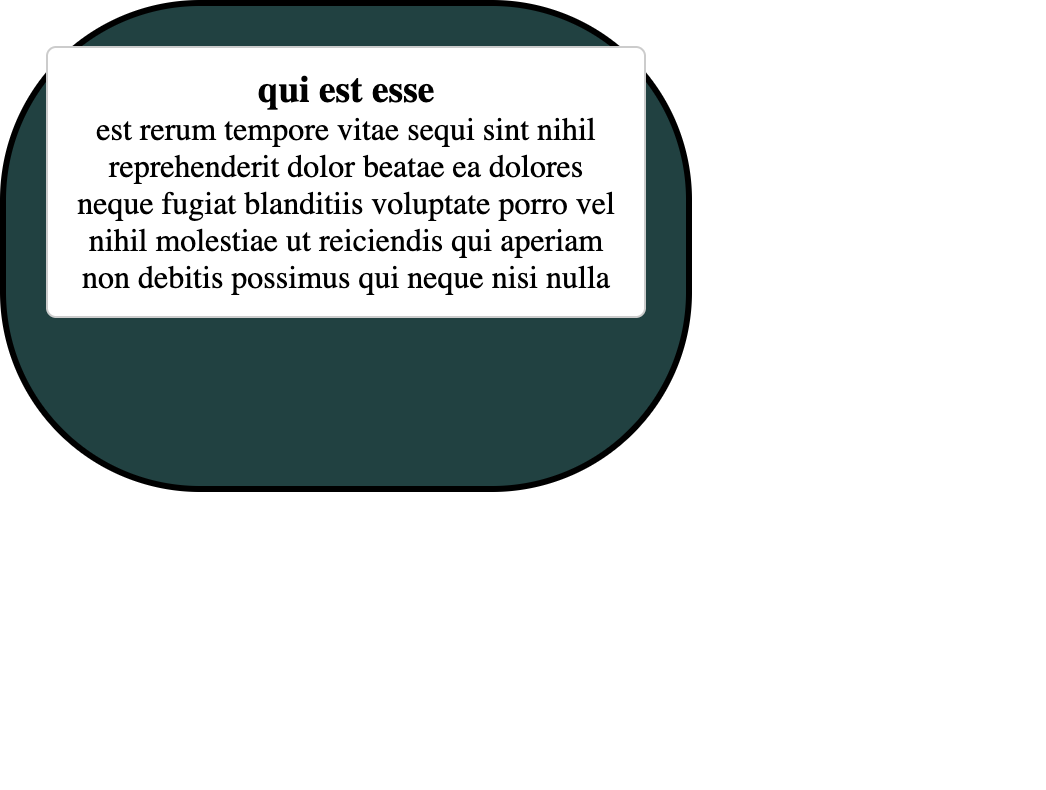 qui est esse
est rerum tempore vitae sequi sint nihil
reprehenderit dolor beatae ea dolores
neque fugiat blanditiis voluptate porro vel
nihil molestiae ut reiciendis qui aperiam
non debitis possimus qui neque nisi nulla